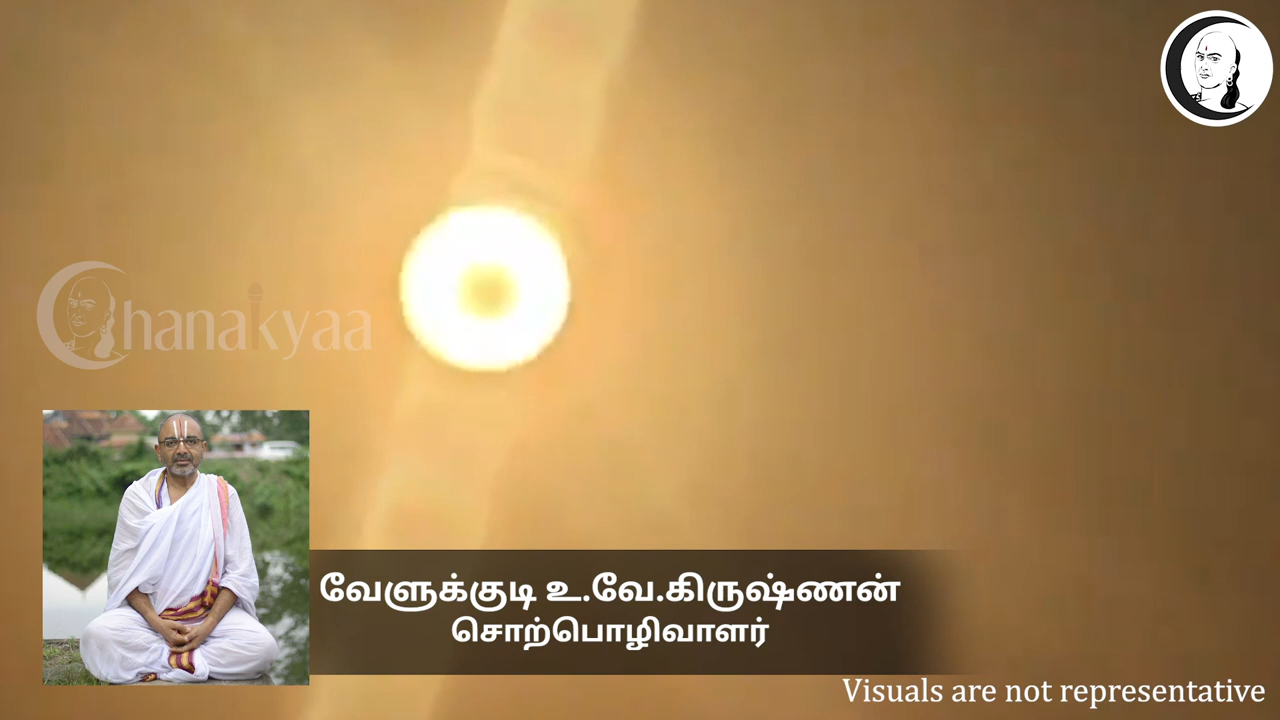 Chanakyaa
வேளுக்குடி உ.வே.கிருஷ்ணன்
சொற்பொழிவாளர்
Visuals are not representative